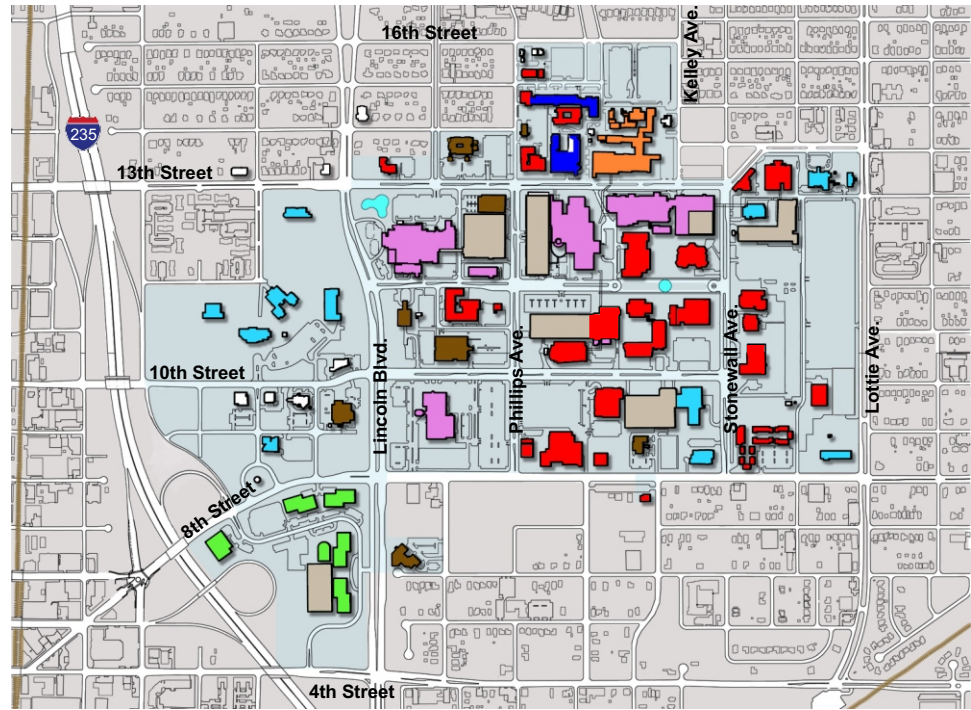 16th Street
Kelley Ave.
235
13th Street
10th Street
Lincoln Blvd.
Phillips Ave.
Stonewall Ave.
Lottie Ave.
8th Street
4th Street